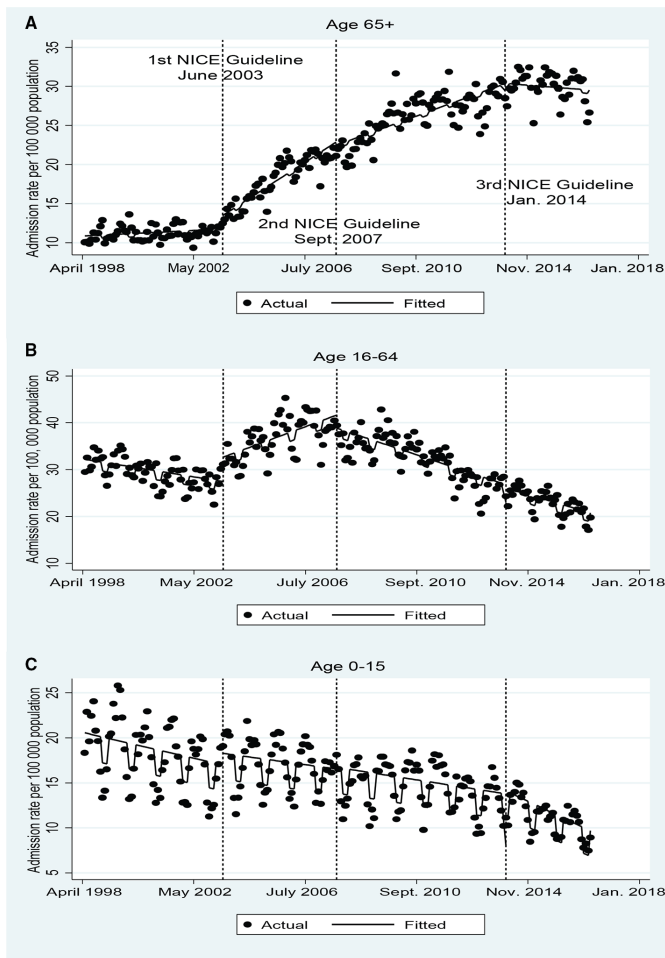 A
Age 65+
Admission rate per 100 000 population
35
30
25
20
15
10
1st NICE Guideline
June 2003
2nd NICE Guideline
Sept. 2007
3rd NICE Guideline
Jan. 2014
April 1998 May 2002 July 2006 Sept. 2010 Nov. 2014 Jan. 2018
Actual Fitted
B
Age 16-64
Admission rate per 100, 000 population
50
40
30
20
10
April 1998 May 2002 July 2006 Sept. 2010 Nov. 2014 Jan. 2018
Actual Fitted
C
Age 0-15
Admission rate per 100 000 population
25
20
15
10
5
April 1998 May 2002 July 2006 Sept. 2010 Nov. 2014 Jan. 2018
Actual Fitted